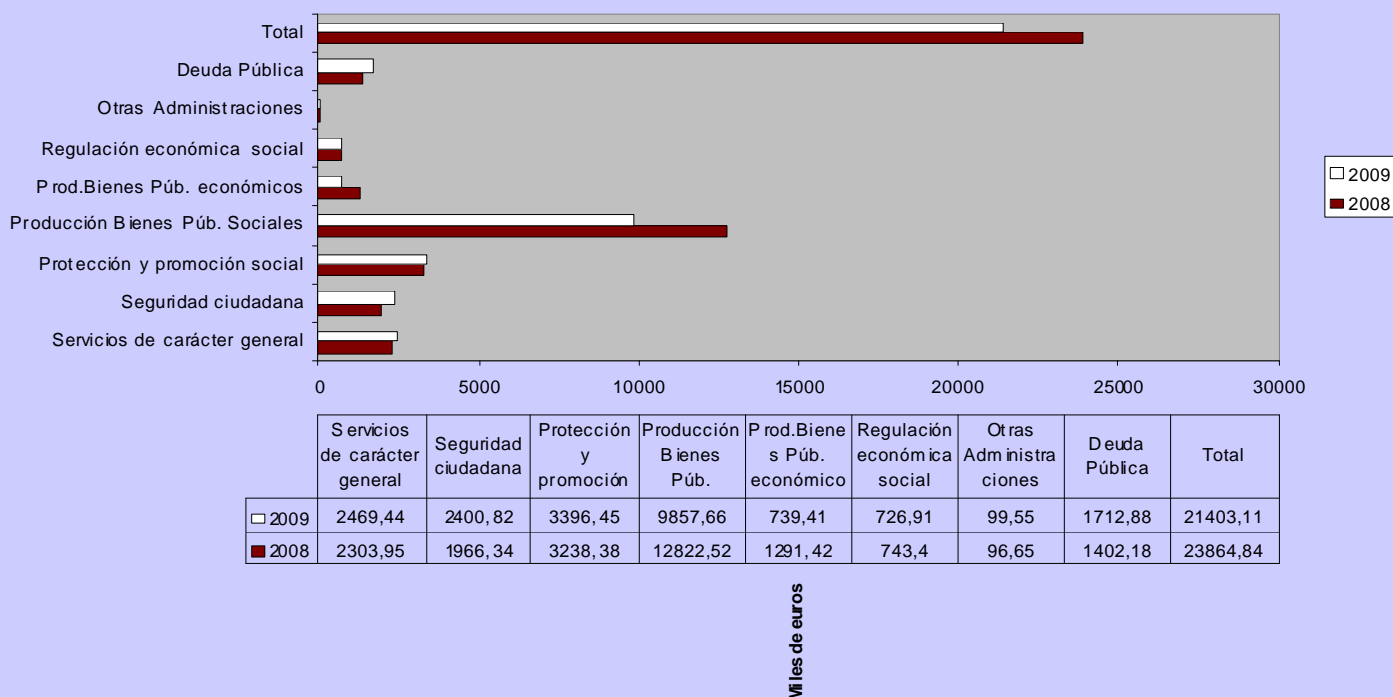 Total
Deuda Pública
Otras Administraciones
Regulación económica social
Prod.Bienes Púb. económicos
Producción Bienes Púb. Sociales
Protección y promoción social
Seguridad ciudadana
Servicios de carácter general
0 5000 10000 15000 20000 25000 30000
2009
2008
Servicios de carácter general Seguridad ciudadana Protección y promoción Producción Bienes Púb. Prod.Bienes Púb. económico Regulación económica social Otras Administraciones Deuda Pública Total
2009 2469,44 2400,82 3396,45 9857,66 739,41 726,91 99,55 1712,88 21403,11
2008 2303,95 1966,34 3238,38 12822,52 1291,42 743,4 96,65 1402,18 23864,84
Miles de euros